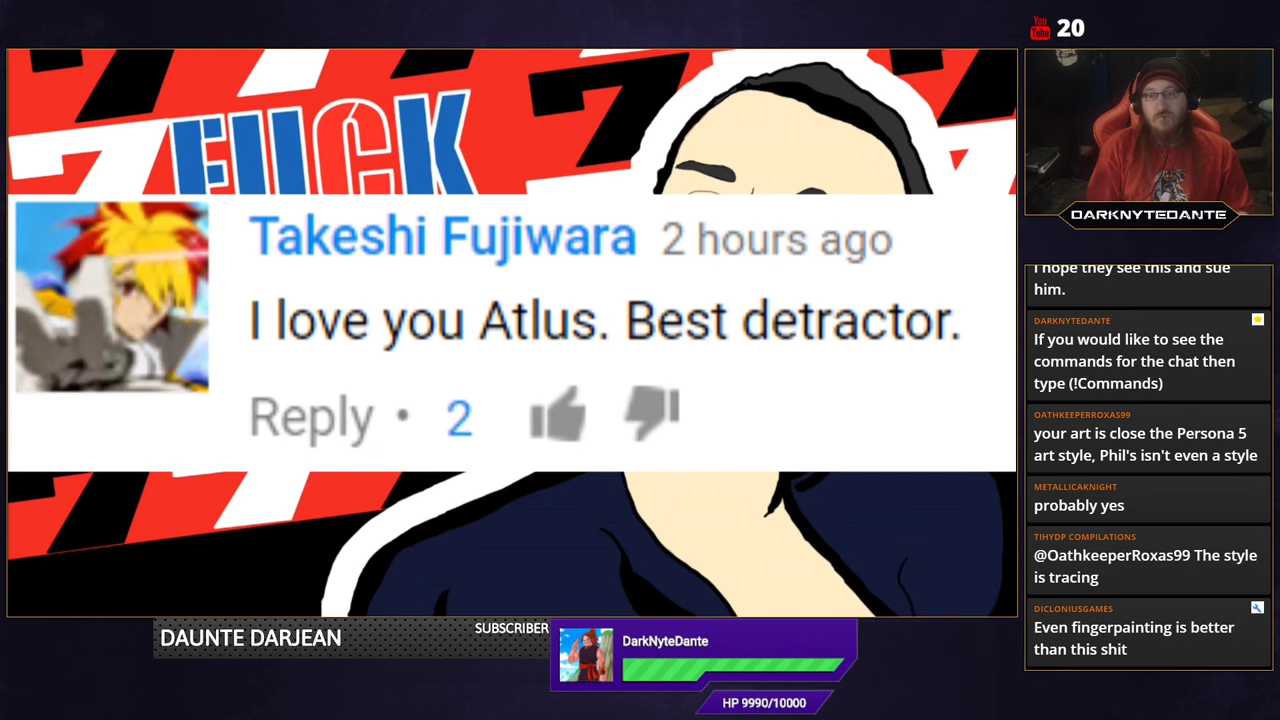 You
Tube 20
FUCK
Takeshi Fujiwara 2 hours ago
I love you Atlus. Best detractor.
Reply • 2
DARKNYTEDANTE
I hope they see this and sue
him.
DARKNYTEDANTE
If you would like to see the
commands for the chat then
type (!Commands)
OATHKEEPERROXAS99
your art is close the Persona 5
art style, Phil's isn't even a style
METALLICAKNIGHT
probably yes
TIHYDP COMPILATIONS
@OathkeeperRoxas99 The style
is tracing
DICLONIUSGAMES
Even fingerpainting is better
than this shit
DAUNTE DARJEAN
SUBSCRIBER
DarkNyteDante
HP 9990/10000